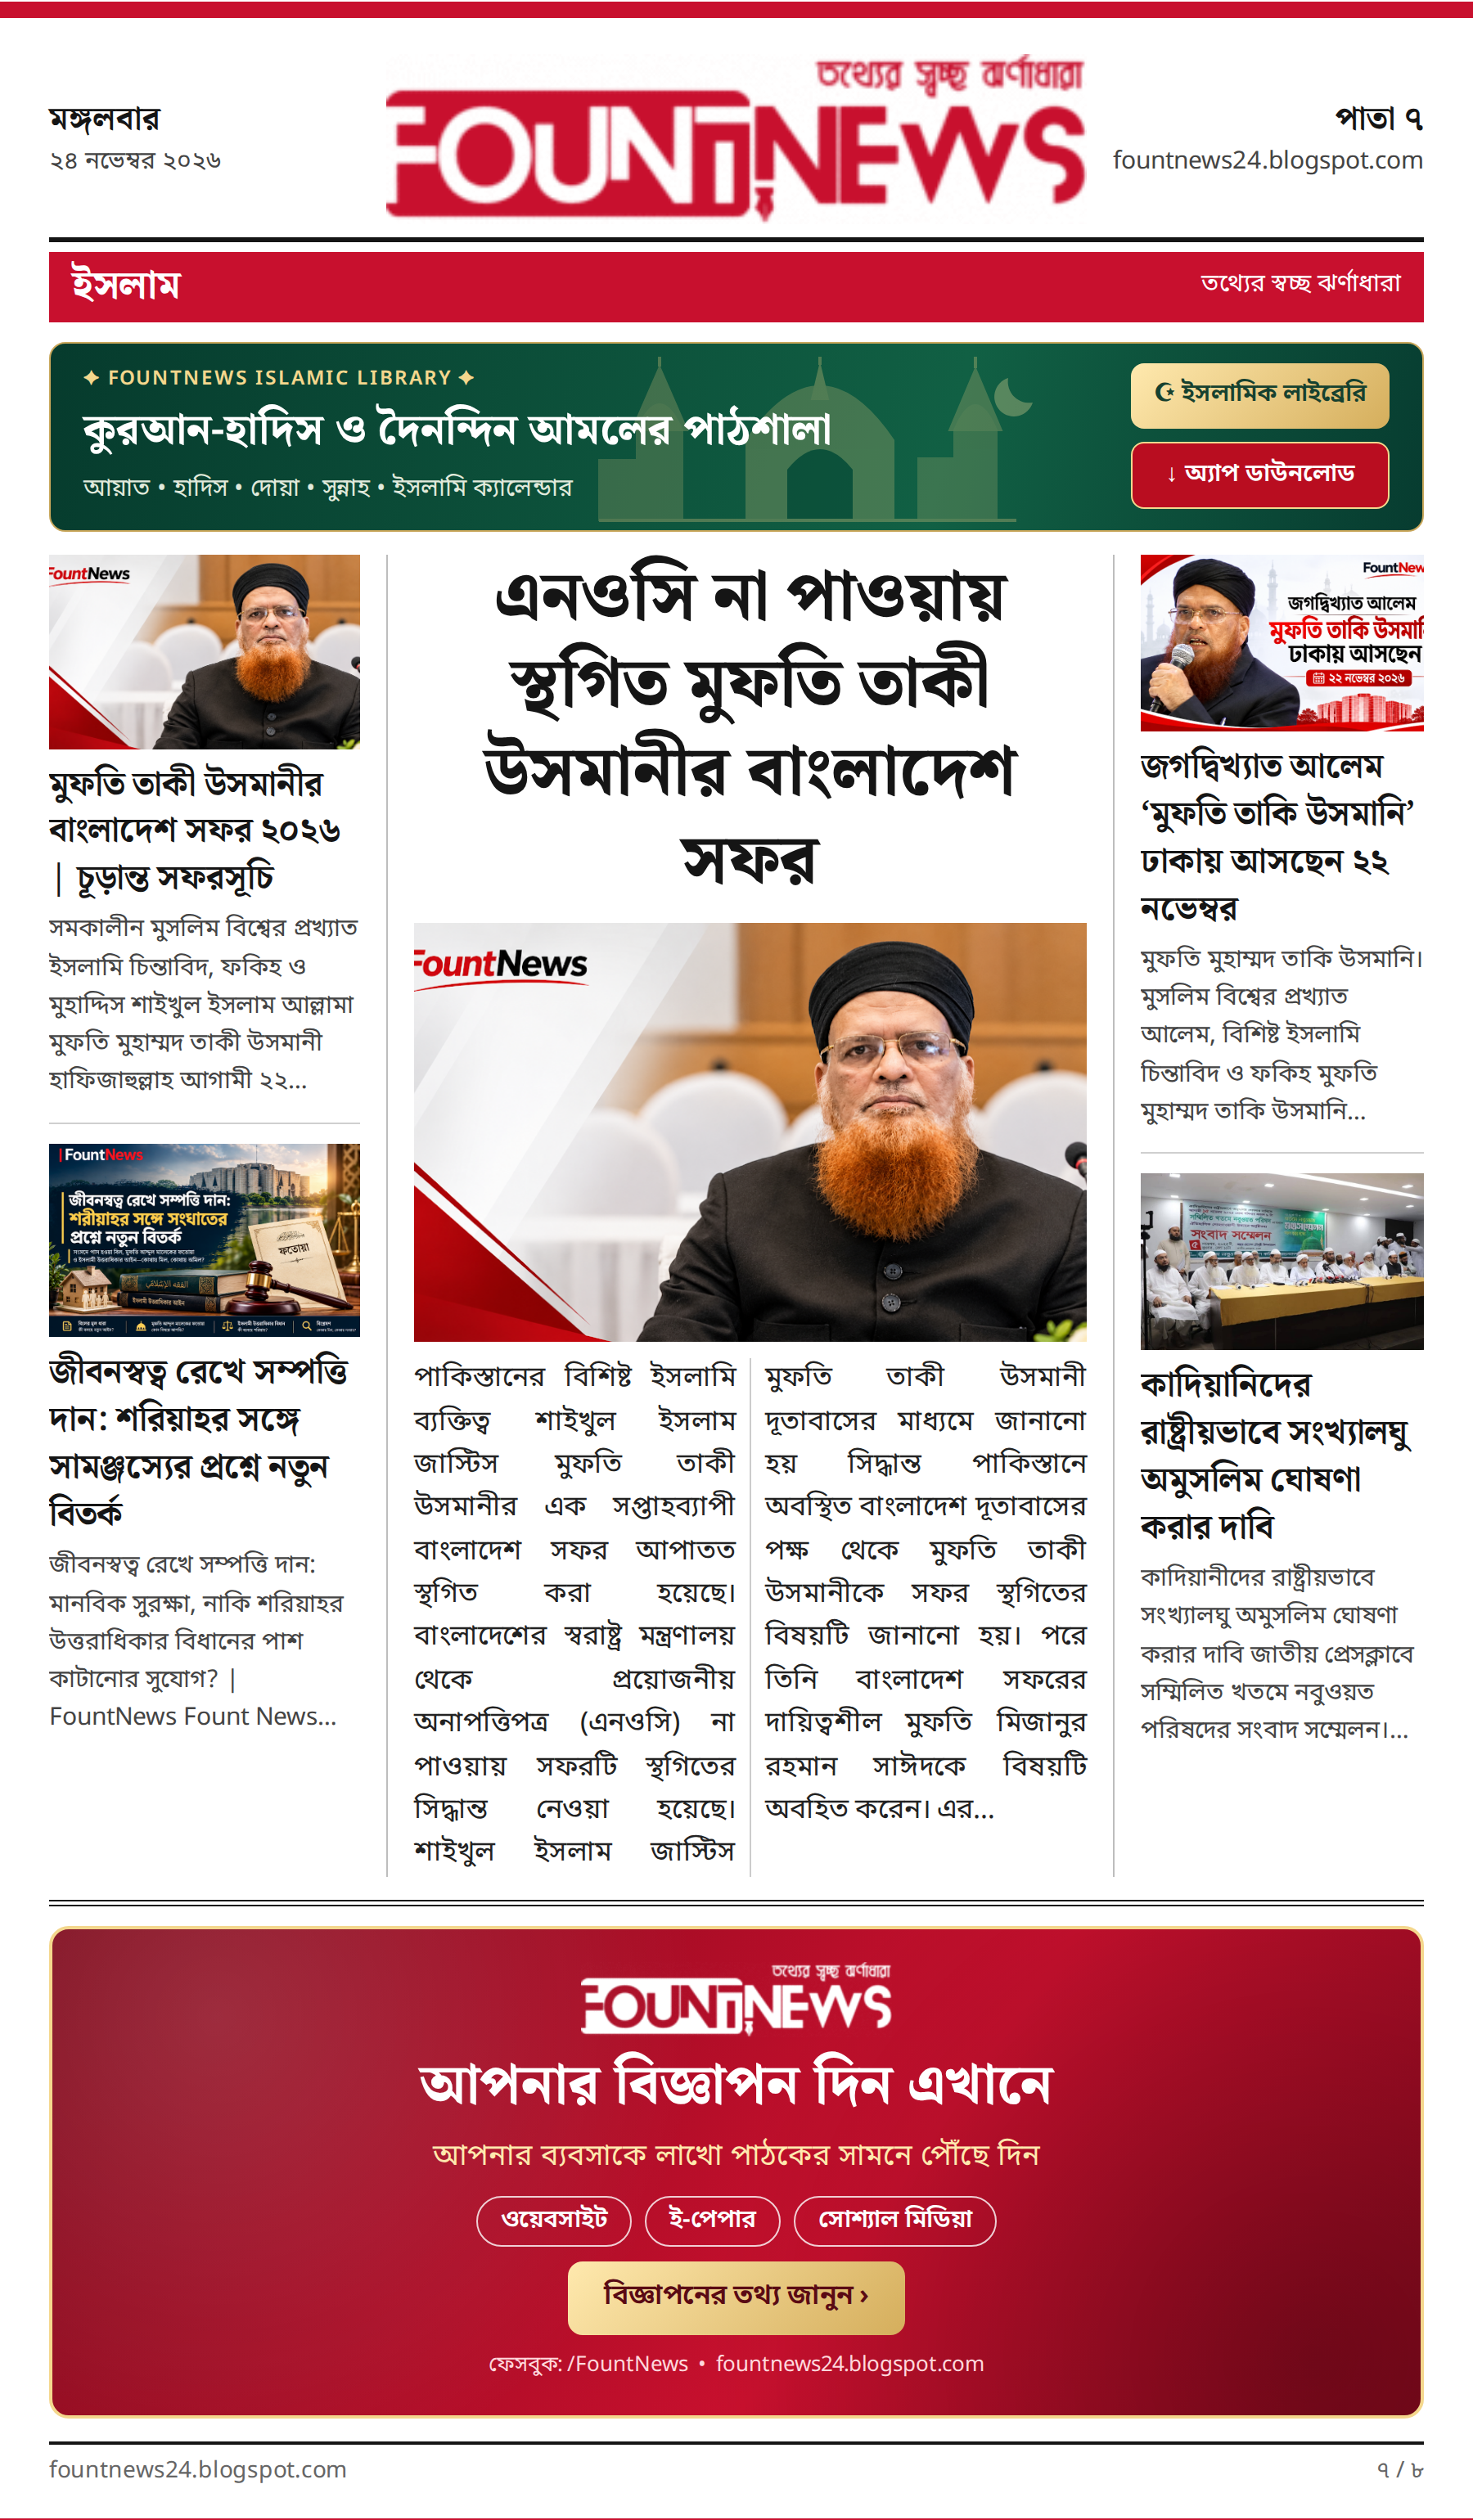 মঙ্গলবার
২৪ নভেম্বর ২০২৬
তথ্যের স্বচ্ছ ঝর্ণাধারা
FOUNTNEWS
পাতা ৭
fountnews24.blogspot.com
ইসলাম
তথ্যের স্বচ্ছ ঝর্ণাধারা
✦ FOUNTNEWS ISLAMIC LIBRARY ✦
কুরআন-হাদিস ও দৈনন্দিন আমলের পাঠশালা
আয়াত • হাদিস • দোয়া • সুন্নাহ • ইসলামি ক্যালেন্ডার
☪ ইসলামিক লাইব্রেরি
↓ অ্যাপ ডাউনলোড
FountNews
মুফতি তাকী উসমানীর
বাংলাদেশ সফর ২০২৬
| চূড়ান্ত সফরসূচি
সমকালীন মুসলিম বিশ্বের প্রখ্যাত
ইসলামি চিন্তাবিদ, ফকিহ ও
মুহাদ্দিস শাইখুল ইসলাম আল্লামা
মুফতি মুহাম্মদ তাকী উসমানী
হাফিজাহুল্লাহ আগামী ২২...
FountNews
জীবনস্বত্ব রেখে সম্পত্তি দান:
শরীয়াহর সঙ্গে সংঘাতের
প্রশ্নে নতুন বিতর্ক
ফতোয়া
জীবনস্বত্ব রেখে সম্পত্তি
দান: শরিয়াহর সঙ্গে
সামঞ্জস্যের প্রশ্নে নতুন
বিতর্ক
জীবনস্বত্ব রেখে সম্পত্তি দান:
মানবিক সুরক্ষা, নাকি শরিয়াহর
উত্তরাধিকার বিধানের পাশ
কাটানোর সুযোগ? |
FountNews Fount News...
এনওসি না পাওয়ায়
স্থগিত মুফতি তাকী
উসমানীর বাংলাদেশ
সফর
FountNews
পাকিস্তানের বিশিষ্ট ইসলামি
ব্যক্তিত্ব শাইখুল ইসলাম
জাস্টিস মুফতি তাকী
উসমানীর এক সপ্তাহব্যাপী
বাংলাদেশ সফর আপাতত
স্থগিত করা হয়েছে।
বাংলাদেশের স্বরাষ্ট্র মন্ত্রণালয়
থেকে প্রয়োজনীয়
অনাপত্তিপত্র (এনওসি) না
পাওয়ায় সফরটি স্থগিতের
সিদ্ধান্ত নেওয়া হয়েছে।
শাইখুল ইসলাম জাস্টিস
মুফতি তাকী উসমানী
দূতাবাসের মাধ্যমে জানানো
হয় সিদ্ধান্ত পাকিস্তানে
অবস্থিত বাংলাদেশ দূতাবাসের
পক্ষ থেকে মুফতি তাকী
উসমানীকে সফর স্থগিতের
বিষয়টি জানানো হয়। পরে
তিনি বাংলাদেশ সফরের
দায়িত্বশীল মুফতি মিজানুর
রহমান সাঈদকে বিষয়টি
অবহিত করেন। এর...
FountNew
জগদ্বিখ্যাত আলেম
মুফতি তাকি উসমানি
ঢাকায় আসছেন
২২ নভেম্বর ২০২৬
জগদ্বিখ্যাত আলেম
‘মুফতি তাকি উসমানি’
ঢাকায় আসছেন ২২
নভেম্বর
মুফতি মুহাম্মদ তাকি উসমানি।
মুসলিম বিশ্বের প্রখ্যাত
আলেম, বিশিষ্ট ইসলামি
চিন্তাবিদ ও ফকিহ মুফতি
মুহাম্মদ তাকি উসমানি...
সংবাদ সম্মেলন
কাদিয়ানিদের
রাষ্ট্রীয়ভাবে সংখ্যালঘু
অমুসলিম ঘোষণা
করার দাবি
কাদিয়ানীদের রাষ্ট্রীয়ভাবে
সংখ্যালঘু অমুসলিম ঘোষণা
করার দাবি জাতীয় প্রেসক্লাবে
সম্মিলিত খতমে নবুওয়ত
পরিষদের সংবাদ সম্মেলন।...
তথ্যের স্বচ্ছ ঝর্ণাধারা
FOUNTNEWS
আপনার বিজ্ঞাপন দিন এখানে
আপনার ব্যবসাকে লাখো পাঠকের সামনে পৌঁছে দিন
ওয়েবসাইট
ই-পেপার
সোশ্যাল মিডিয়া
বিজ্ঞাপনের তথ্য জানুন ›
ফেসবুক: /FountNews • fountnews24.blogspot.com
fountnews24.blogspot.com
৭ / ৮